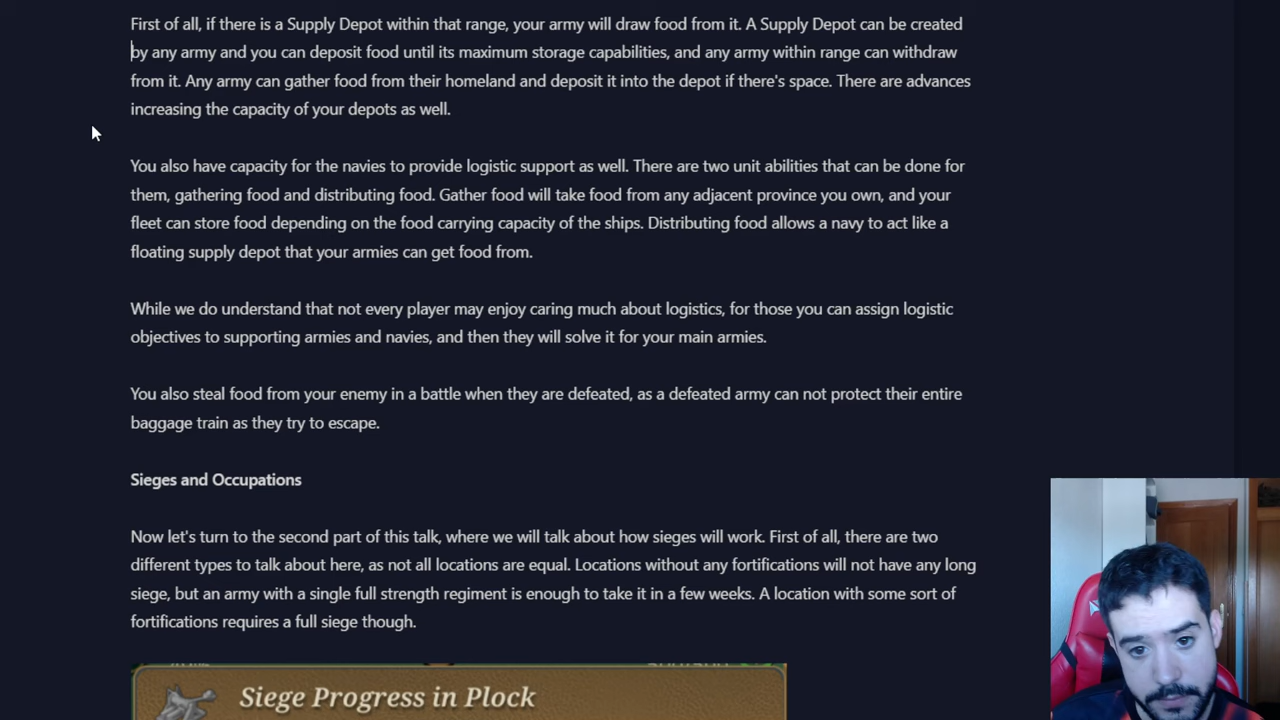 First of all, if there is a Supply Depot within that range, your army will draw food from it. A Supply Depot can be created
by any army and you can deposit food until its maximum storage capabilities, and any army within range can withdraw
from it. Any army can gather food from their homeland and deposit it into the depot if there's space. There are advances
increasing the capacity of your depots as well.
You also have capacity for the navies to provide logistic support as well. There are two unit abilities that can be done for
them, gathering food and distributing food. Gather food will take food from any adjacent province you own, and your
fleet can store food depending on the food carrying capacity of the ships. Distributing food allows a navy to act like a
floating supply depot that your armies can get food from.
While we do understand that not every player may enjoy caring much about logistics, for those you can assign logistic
objectives to supporting armies and navies, and then they will solve it for your main armies.
You also steal food from your enemy in a battle when they are defeated, as a defeated army can not protect their entire
baggage train as they try to escape.
Sieges and Occupations
Now let's turn to the second part of this talk, where we will talk about how sieges will work. First of all, there are two
different types to talk about here, as not all locations are equal. Locations without any fortifications will not have any long
siege, but an army with a single full strength regiment is enough to take it in a few weeks. A location with some sort of
fortifications requires a full siege though.
Siege Progress in Plock